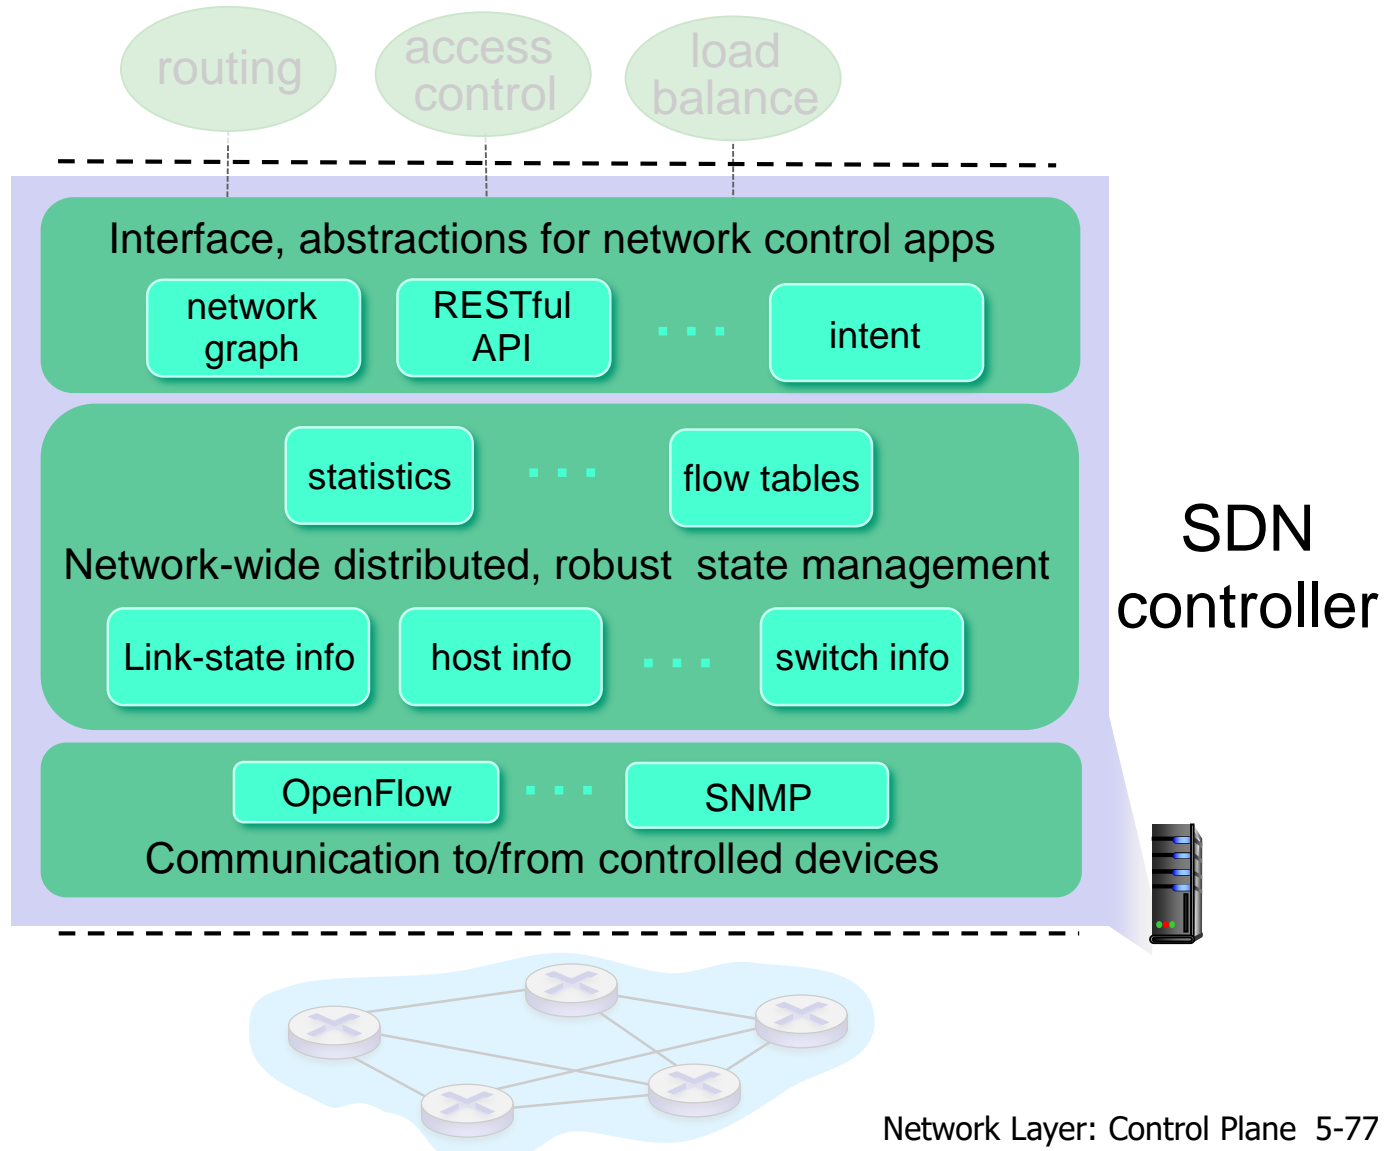 routing
access
control
load
balance
Interface, abstractions for network control apps
network
graph
RESTful
API
. . .
intent
statistics
. . .
flow tables
Network-wide distributed, robust  state management
Link-state info
host info
. . .
switch info
OpenFlow
. . .
SNMP
Communication to/from controlled devices
SDN
controller
Network Layer: Control Plane  5-77